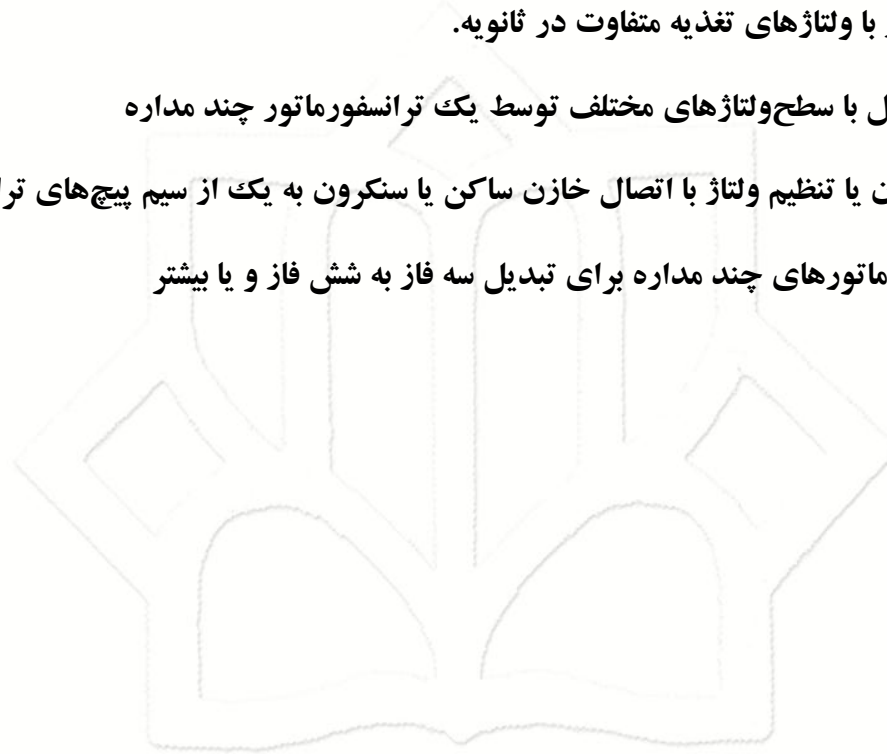 با ولتاژهای تغذیه متفاوت در ثانویه.
با سطح‌ولتاژهای مختلف توسط یک ترانسفورماتور چند مداره
یا تنظیم ولتاژ با اتصال خازن ساکن یا سنکرون به یک از سیم پیچ‌های
چند مداره برای تبدیل سه فاز به شش فاز و یا بیشتر